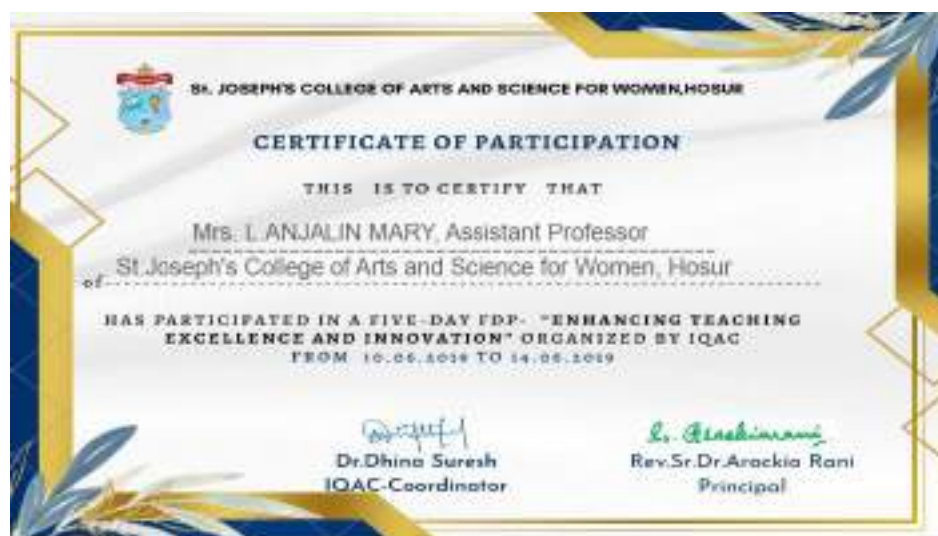 St. JOSEPH'S COLLEGE OF ARTS AND SCIENCE FOR WOMEN,HOSUR
CERTIFICATE OF PARTICIPATION
THIS IS TO CERTIFY THAT
Mrs. L.ANJALIN MARY, Assistant Professor
of St.Joseph's College of Arts and Science for Women, Hosur
HAS PARTICIPATED IN A FIVE-DAY FDP- "ENHANCING TEACHING
EXCELLENCE AND INNOVATION" ORGANIZED BY IQAC
FROM 10.06.2019 TO 14.06.2019
Dr.Dhina Suresh
IQAC-Coordinator
Rev.Sr.Dr.Arockia Rani
Principal